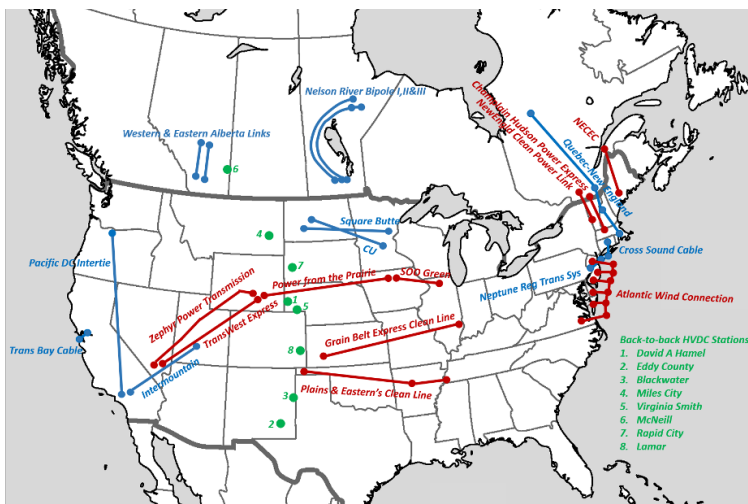 Nelson River Bipole I,II&III
Western & Eastern Alberta Links
6
Champlain Hudson Power Express
NewEngland Clean Power Link
Quebec-New England
NECEC
Square Butte
CU
4
7
Pacific DC Intertie
Cross Sound Cable
Neptune Reg Trans Sys
Atlantic Wind Connection
Zephyr Power Transmission
TransWest Express
Power from the Prairie
SOO Green
1
5
Grain Belt Express Clean Line
Trans Bay Cable
Intermountain
8
Plains & Eastern's Clean Line
3
2
Back-to-back HVDC Stations
1. David A Hamel
2. Eddy County
3. Blackwater
4. Miles City
5. Virginia Smith
6. McNeill
7. Rapid City
8. Lamar